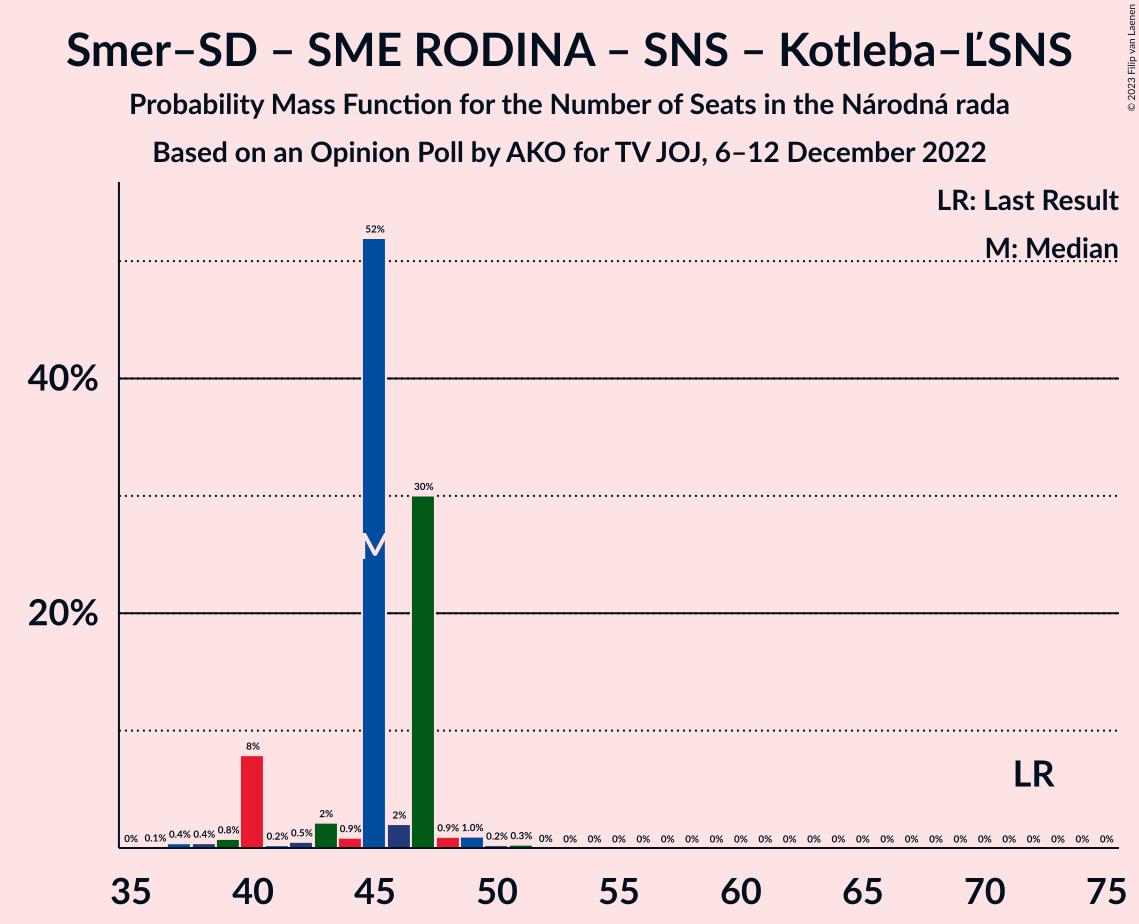 Smer–SD – SME RODINA – SNS – Kotleba–ĽSNS
Probability Mass Function for the Number of Seats in the Národná rada
Based on an Opinion Poll by AKO for TV JOJ, 6–12 December 2022
© 2023 Filip van Laenen
LR: Last Result
M: Median
40%
20%
0% 0.1% 0.4% 0.4% 0.8% 8% 0.2% 0.5% 2% 0.9% 52% 2% 30% 0.9% 1.0% 0.2% 0.3% 0% 0% 0% 0% 0% 0% 0% 0% 0% 0% 0% 0% 0% 0% 0% 0% 0% 0% 0% 0% 0% 0% 0% 0%
M
LR
35 40 45 50 55 60 65 70 75